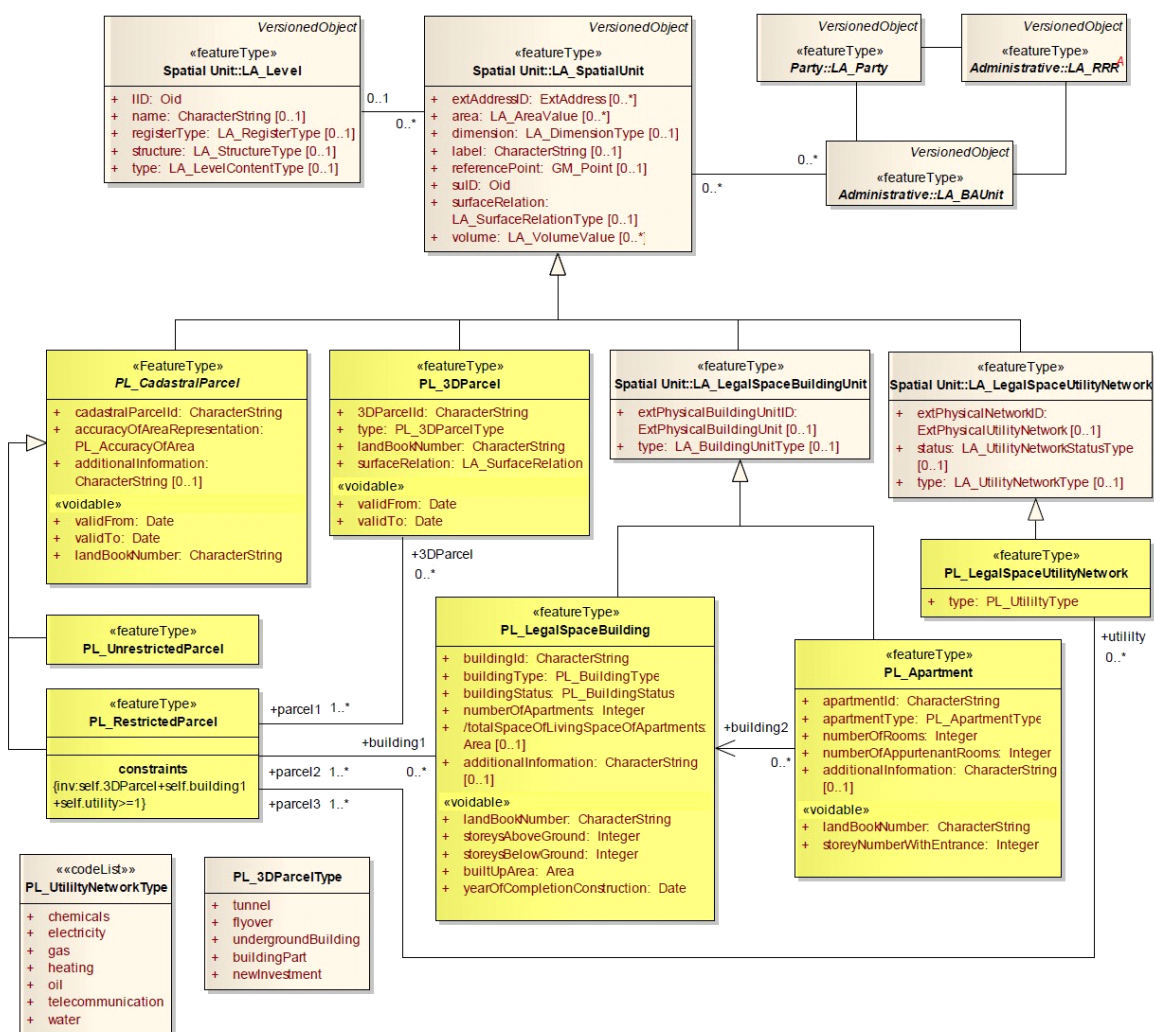 VersionedObject
«featureType»
Spatial Unit::LA_Level
+ lID: Oid
+ name: CharacterString [0..1]
+ registerType: LA_RegisterType [0..1]
+ structure: LA_StructureType [0..1]
+ type: LA_LevelContentType [0..1]
0..1
0..*
VersionedObject
«featureType»
Spatial Unit::LA_SpatialUnit
+ extAddressID: ExtAddress [0..*]
+ area: LA_AreaValue [0..*]
+ dimension: LA_DimensionType [0..1]
+ label: CharacterString [0..1]
+ referencePoint: GM_Point [0..1]
+ suID: Oid
+ surfaceRelation:
LA_SurfaceRelationType [0..1]
+ volume: LA_VolumeValue [0..*]
0..*
0..*
VersionedObject
«featureType»
Party::LA_Party
VersionedObject
«featureType»
Administrative::LA_RRR
A
VersionedObject
«featureType»
Administrative::LA_BAUnit
«FeatureType»
PL_CadastralParcel
+ cadastralParcelId: CharacterString
+ accuracyOfAreaRepresentation:
PL_AccuracyOfArea
+ additionalInformation:
CharacterString [0..1]
«voidable»
+ validFrom: Date
+ validTo: Date
+ landBookNumber: CharacterString
«featureType»
PL_3DParcel
+ 3DParcelId: CharacterString
+ type: PL_3DParcelType
+ landBookNumber: CharacterString
+ surfaceRelation: LA_SurfaceRelation
«voidable»
+ validFrom: Date
+ validTo: Date
+3DParcel
0..*
«featureType»
Spatial Unit::LA_LegalSpaceBuildingUnit
+ extPhysicalBuildingUnitID:
ExtPhysicalBuildingUnit [0..1]
+ type: LA_BuildingUnitType [0..1]
«featureType»
Spatial Unit::LA_LegalSpaceUtilityNetwork
+ extPhysicalNetworkID:
ExtPhysicalUtilityNetwork [0..1]
+ status: LA_UtilityNetworkStatusType
[0..1]
+ type: LA_UtilityNetworkType [0..1]
«featureType»
PL_LegalSpaceUtilityNetwork
+ type: PL_UtililtyType
+utililty
0..*
«featureType»
PL_UnrestrictedParcel
«featureType»
PL_RestrictedParcel
constraints
{inv:self.3DParcel+self.building1
+self.utility>=1}
+parcel1 1..*
+building1
0..*
+parcel2 1..*
+parcel3 1..*
«featureType»
PL_LegalSpaceBuilding
+ buildingId: CharacterString
+ buildingType: PL_BuildingType
+ buildingStatus: PL_BuildingStatus
+ numberOfApartments: Integer
+ /totalSpaceOfLivingSpaceOfApartments:
Area [0..1]
+ additionalInformation: CharacterString
[0..1]
«voidable»
+ landBookNumber: CharacterString
+ storeysAboveGround: Integer
+ storeysBelowGround: Integer
+ builtUpArea: Area
+ yearOfCompletionConstruction: Date
+building2
0..*
«featureType»
PL_Apartment
+ apartmentId: CharacterString
+ apartmentType: PL_ApartmentType
+ numberOfRooms: Integer
+ numberOfAppurtenantRooms: Integer
+ additionalInformation: CharacterString
[0..1]
«voidable»
+ landBookNumber: CharacterString
+ storeyNumberWithEntrance: Integer
««codeList»»
PL_UtililtyNetworkType
+ chemicals
+ electricity
+ gas
+ heating
+ oil
+ telecommunication
+ water
PL_3DParcelType
+ tunnel
+ flyover
+ undergroundBuilding
+ buildingPart
+ newInvestment